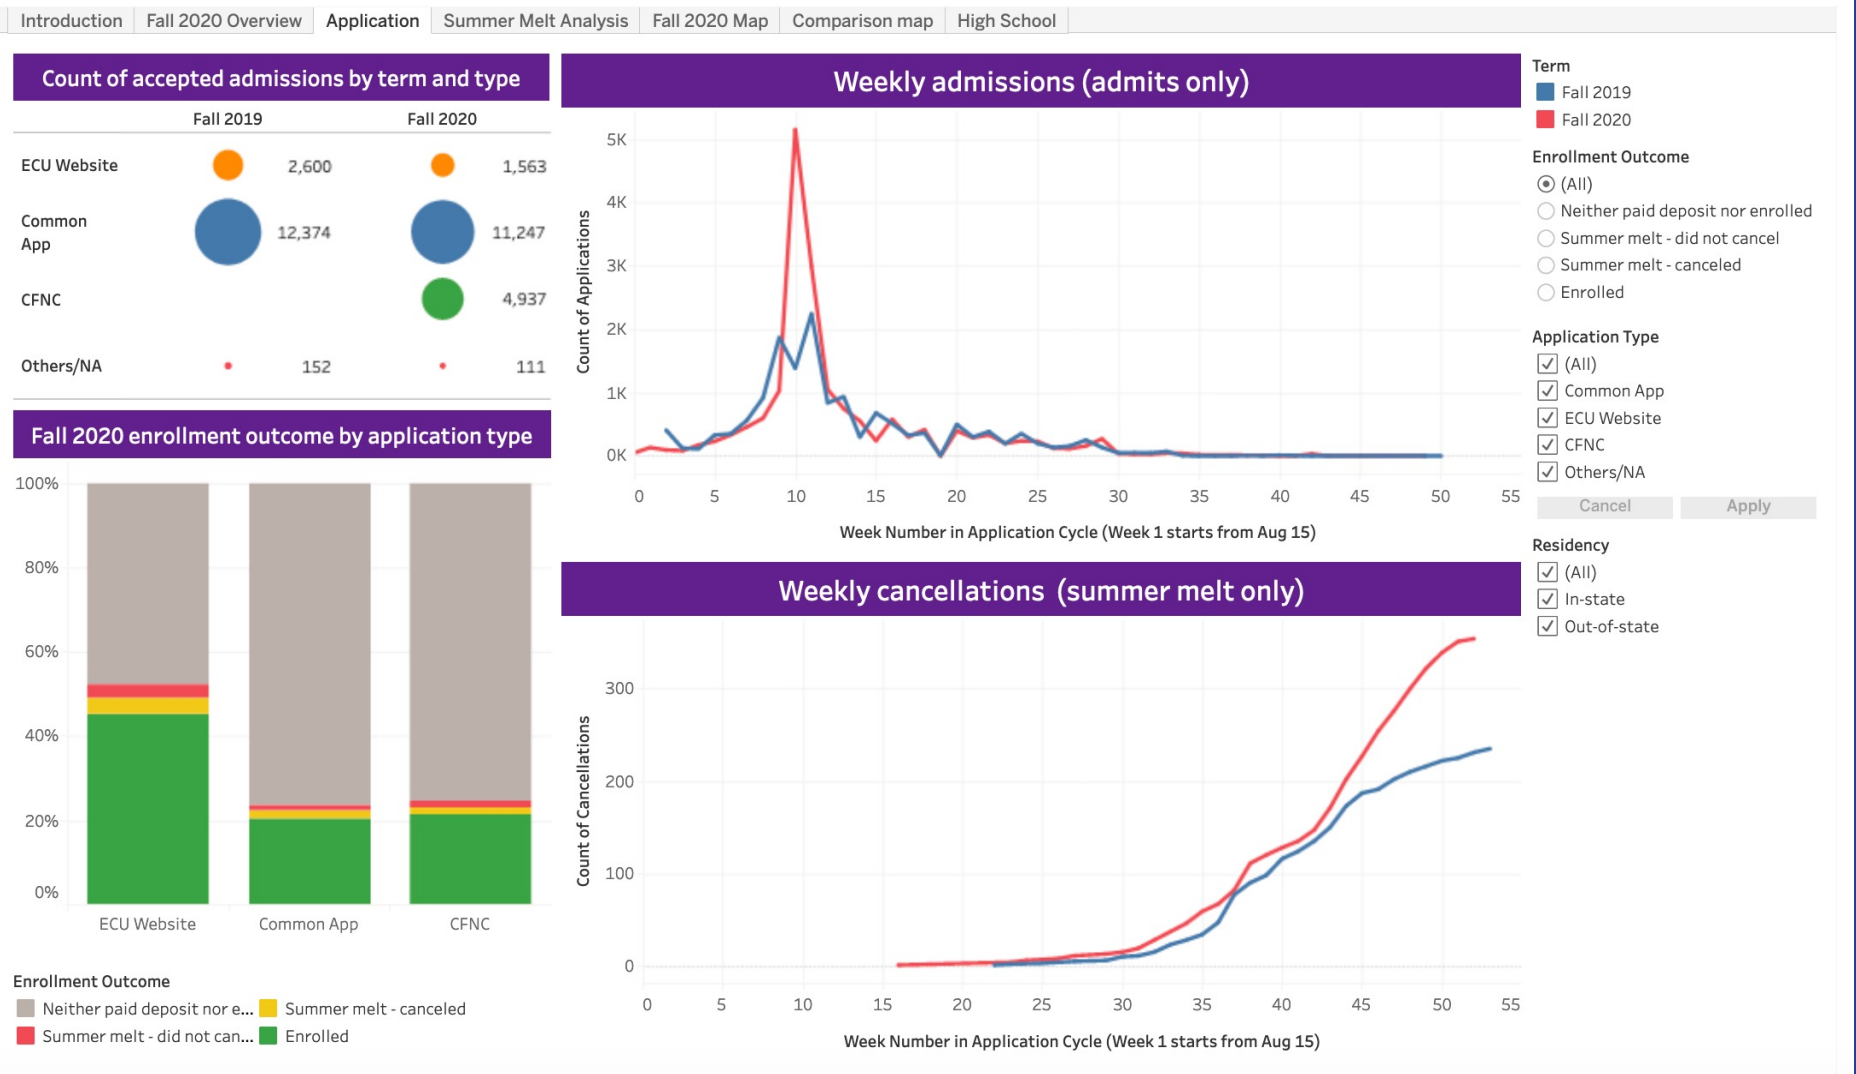 Introduction
Fall 2020 Overview
Application
Summer Melt Analysis
Fall 2020 Map
Comparison map
High School
Count of accepted admissions by term and type
Fall 2019 Fall 2020
ECU Website 2,600 1,563
Common
App
12,374 11,247
CFNC 4,937
Others/NA 152 111
Fall 2020 enrollment outcome by application type
100%
80%
60%
40%
20%
0%
ECU Website Common App CFNC
Enrollment Outcome
Neither paid deposit nor e... Summer melt - canceled
Summer melt - did not can... Enrolled
Weekly admissions (admits only)
Count of Applications
5K
4K
3K
2K
1K
0K
0 5 10 15 20 25 30 35 40 45 50 55
Week Number in Application Cycle (Week 1 starts from Aug 15)
Weekly cancellations (summer melt only)
Count of Cancellations
300
200
100
0
0 5 10 15 20 25 30 35 40 45 50 55
Week Number in Application Cycle (Week 1 starts from Aug 15)
Term
Fall 2019
Fall 2020
Enrollment Outcome
(All)
Neither paid deposit nor enrolled
Summer melt - did not cancel
Summer melt - canceled
Enrolled
Application Type
(All)
Common App
ECU Website
CFNC
Others/NA
Cancel Apply
Residency
(All)
In-state
Out-of-state